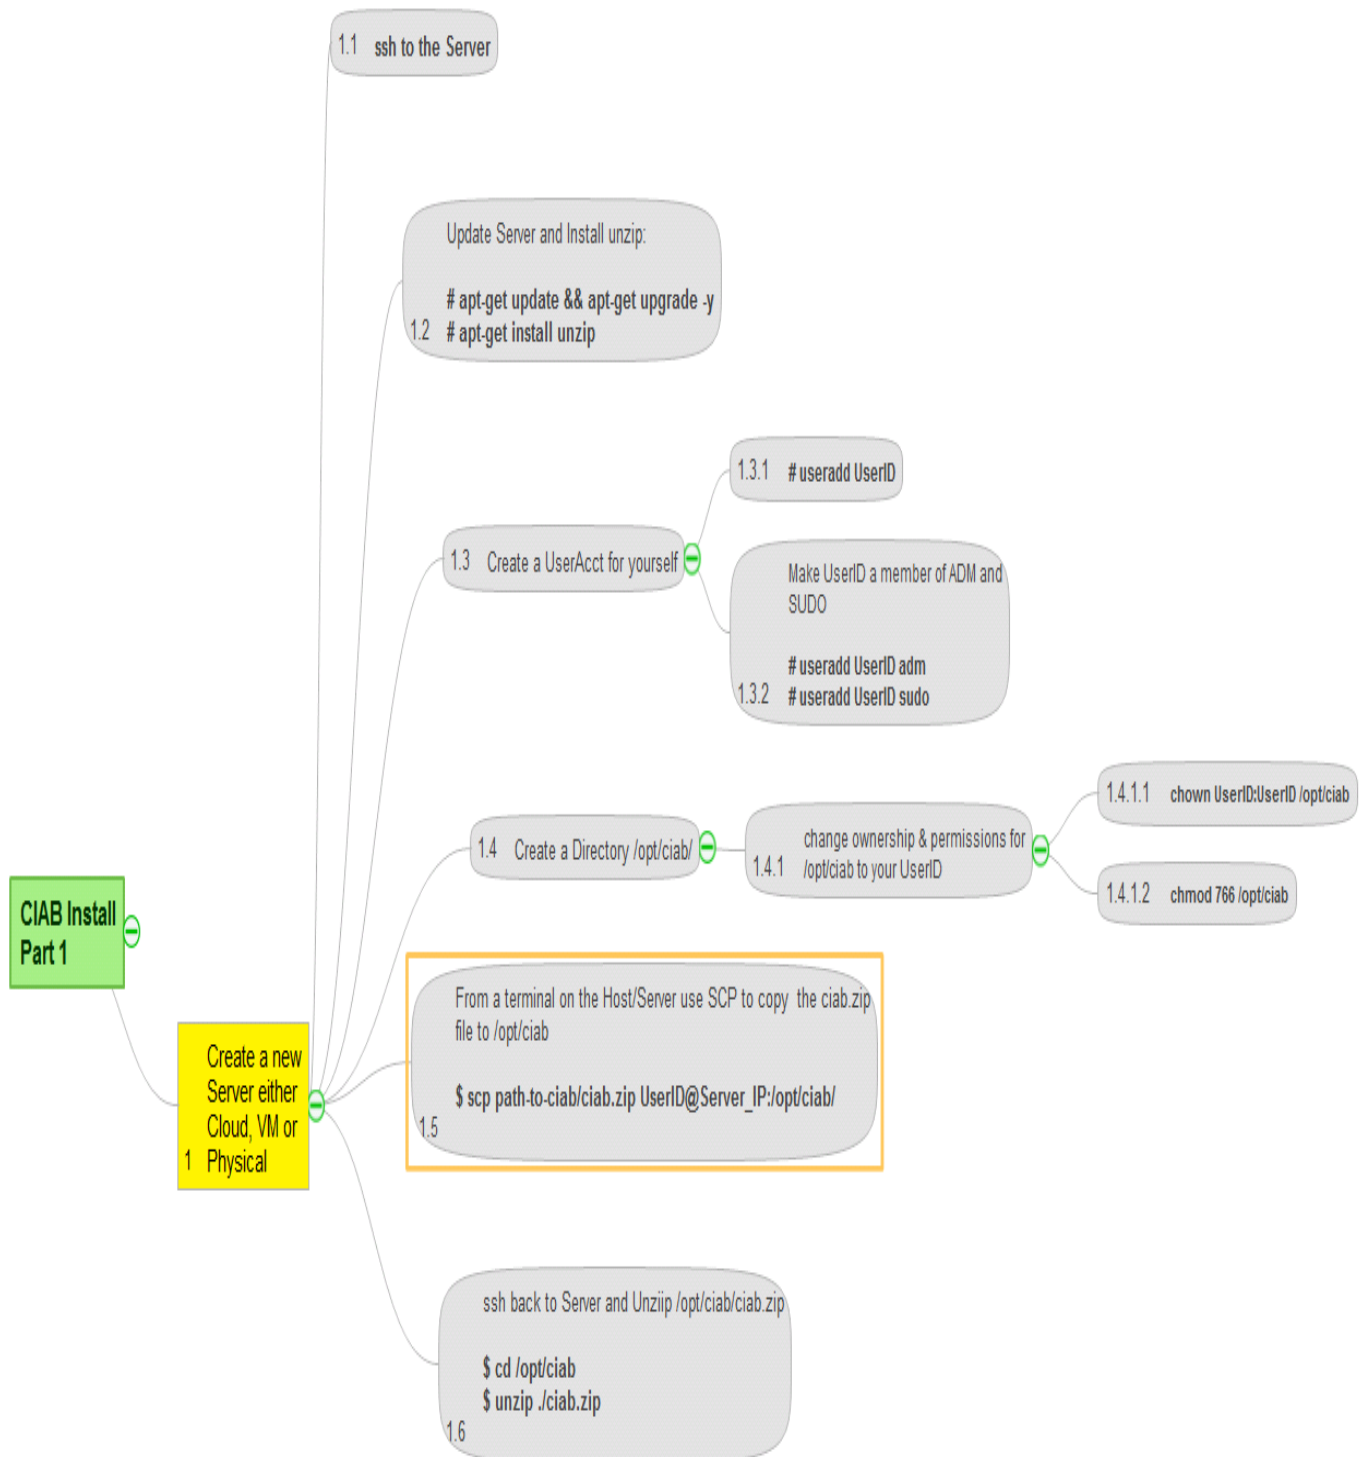 CIAB Install
Part 1
1
Create a new
Server either
Cloud, VM or
Physical
1.1 ssh to the Server
1.2
Update Server and Install unzip:
# apt-get update && apt-get upgrade -y
# apt-get install unzip
1.3 Create a UserAcct for yourself
1.3.1 # useradd UserID
1.3.2
Make UserID a member of ADM and
SUDO
# useradd UserID adm
# useradd UserID sudo
1.4 Create a Directory /opt/ciab/
1.4.1
change ownership & permissions for
/opt/ciab to your UserID
1.4.1.1 chown UserID:UserID /opt/ciab
1.4.1.2 chmod 766 /opt/ciab
1.5
From a terminal on the Host/Server use SCP to copy the ciab.zip
file to /opt/ciab
$ scp path-to-ciab/ciab.zip UserID@Server_IP:/opt/ciab/
1.6
ssh back to Server and Unziip /opt/ciab/ciab.zip
$ cd /opt/ciab
$ unzip ./ciab.zip